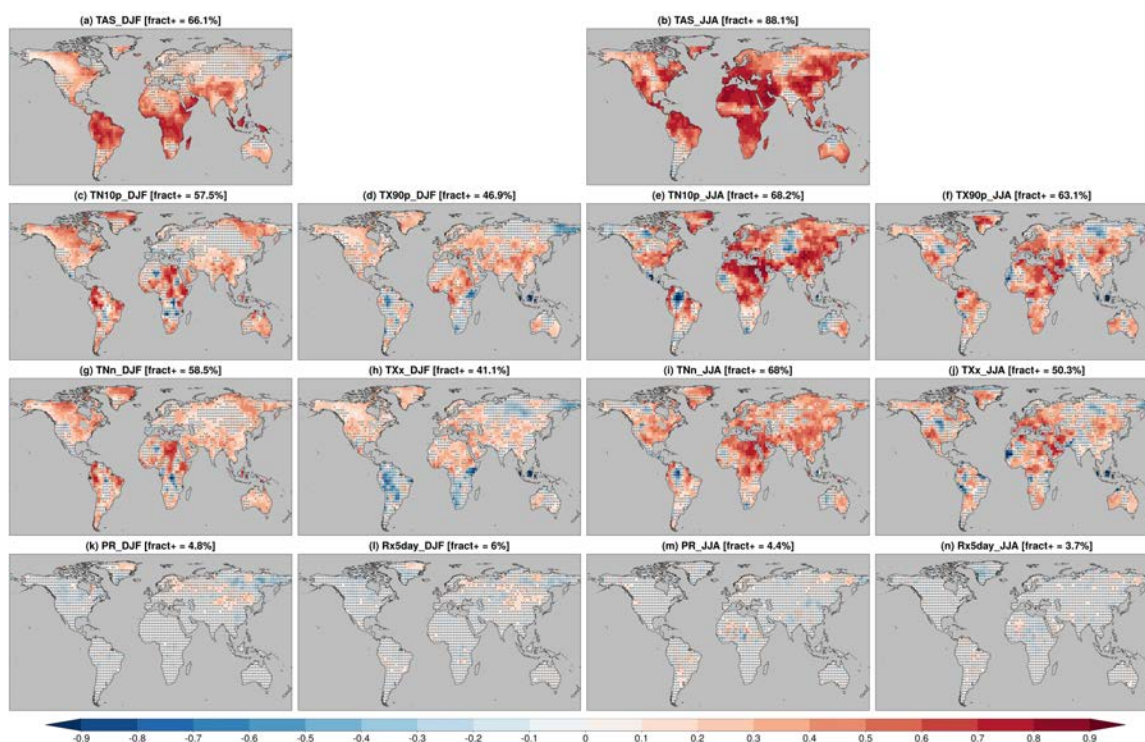 (a) TAS_DJF [fract+ = 66.1%]
(b) TAS_JJA [fract+ = 88.1%]
(c) TN10p_DJF [fract+ = 57.5%]
(d) TX90p_DJF [fract+ = 46.9%]
(e) TN10p_JJA [fract+ = 68.2%]
(f) TX90p_JJA [fract+ = 63.1%]
(g) TNn_DJF [fract+ = 58.5%]
(h) TXx_DJF [fract+ = 41.1%]
(i) TNn_JJA [fract+ = 68%]
(j) TXx_JJA [fract+ = 50.3%]
(k) PR_DJF [fract+ = 4.8%]
(l) Rx5day_DJF [fract+ = 6%]
(m) PR_JJA [fract+ = 4.4%]
(n) Rx5day_JJA [fract+ = 3.7%]
-0.9 -0.8 -0.7 -0.6 -0.5 -0.4 -0.3 -0.2 -0.1 0 0.1 0.2 0.3 0.4 0.5 0.6 0.7 0.8 0.9